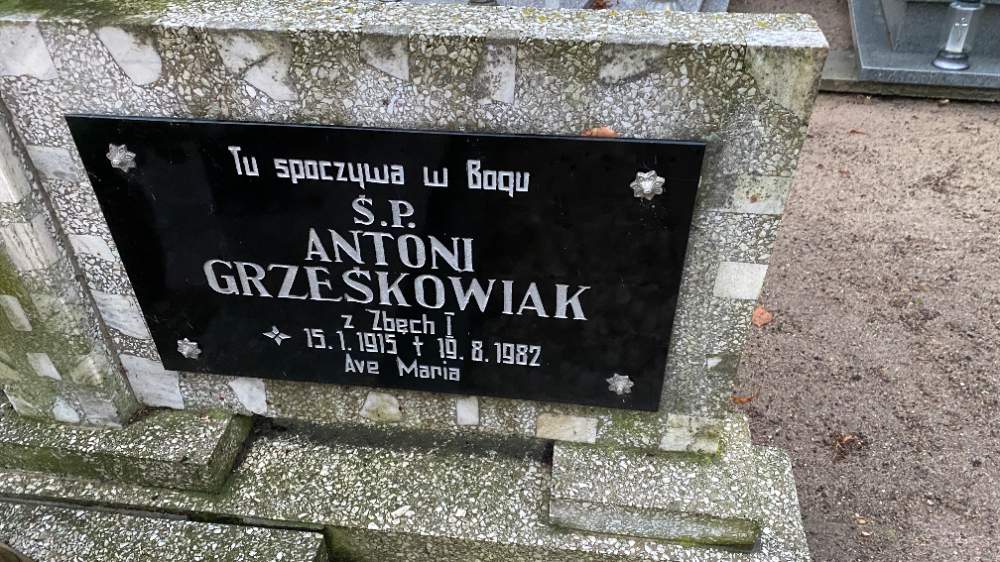 Tu spoczywa w Bogu
Ś.P.
ANTONI
GRZEŚKOWIAK
z Zbęch I
15.1.1915 † 19.8.1982
Ave Maria